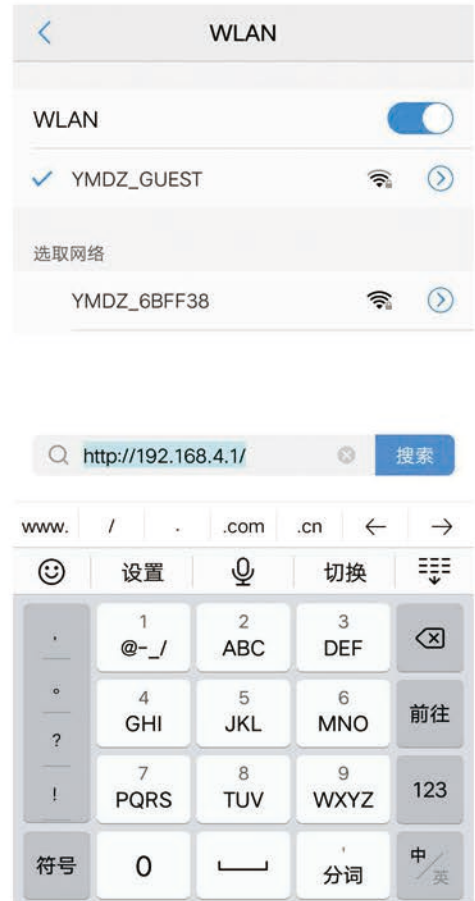 WLAN
WLAN
YMDZ_GUEST
选取网络
YMDZ_6BFF38
http://192.168.4.1/ 搜索
www. / . .com .cn ← →
设置 切换
, 1 2 3
@-_/ ABC DEF
。 4 5 6 前往
GHI JKL MNO
? 7 8 9 123
! PQRS TUV WXYZ
符号 0 ' 中/英
分词